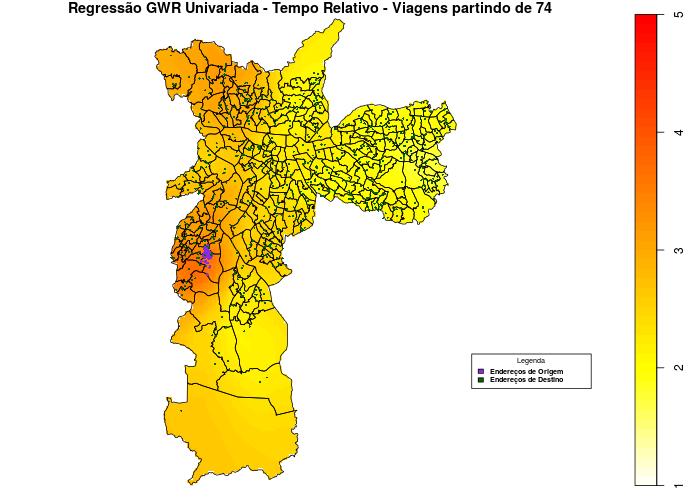 Regressão GWR Univariada - Tempo Relativo - Viagens partindo de 74
5
4
3
2
1
Legenda
Endereços de Origem
Endereços de Destino